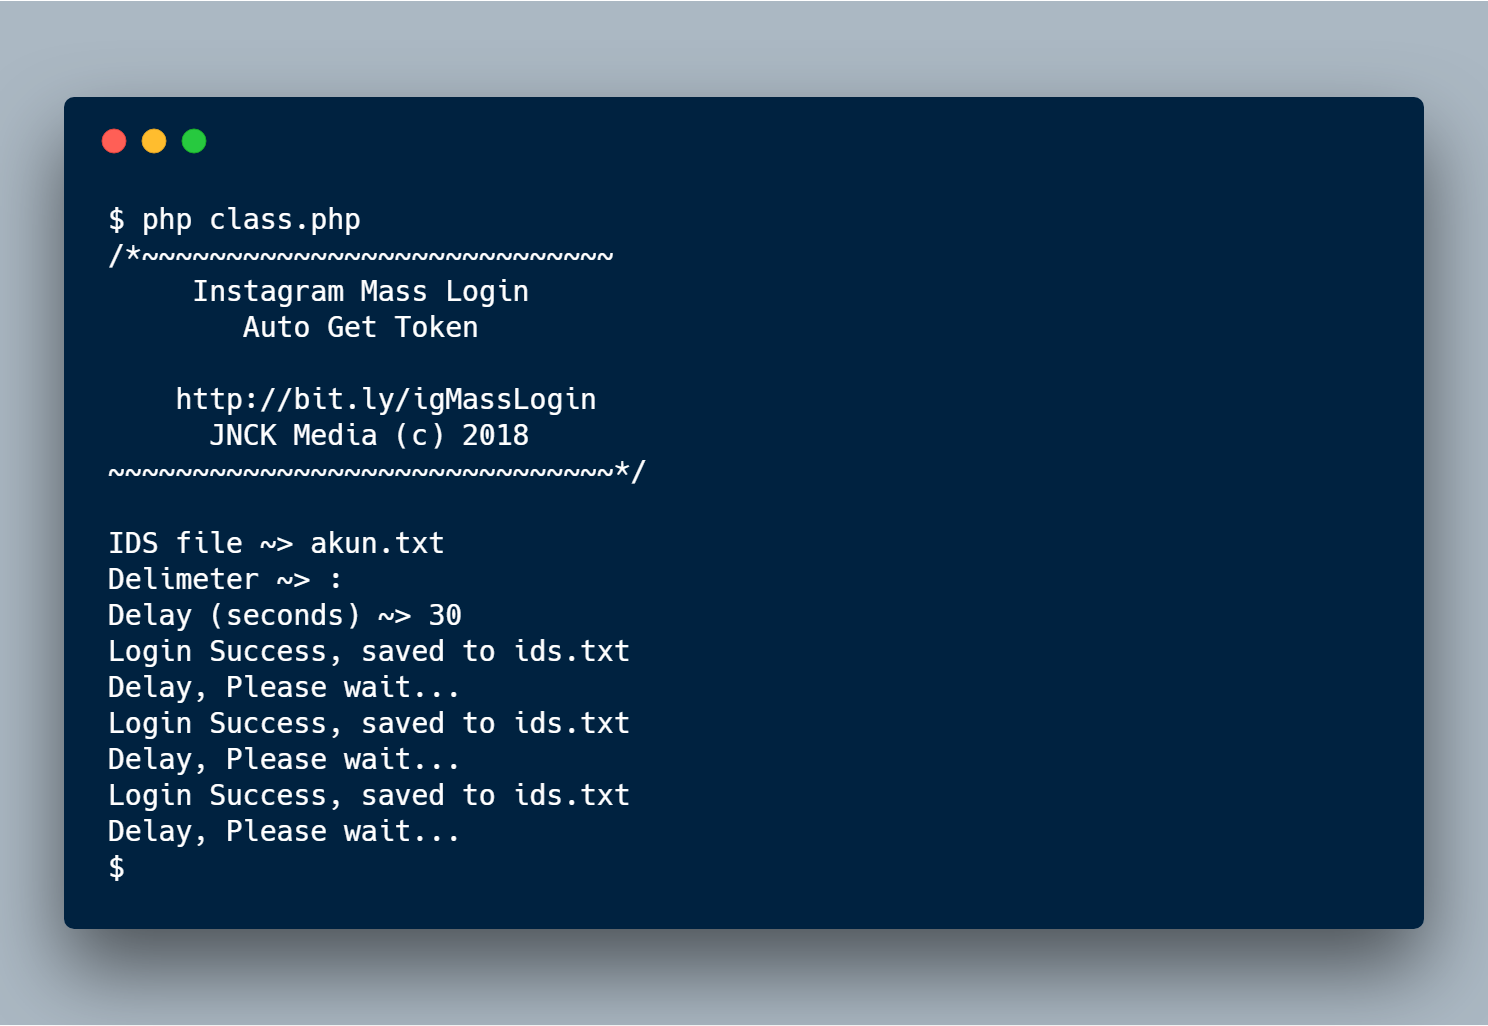 $ php class.php
/*~~~~~~~~~~~~~~~~~~~~~~~~~~~~
Instagram Mass Login
Auto Get Token
http://bit.ly/igMassLogin
JNCK Media (c) 2018
~~~~~~~~~~~~~~~~~~~~~~~~~~~~~~*/
IDS file ~> akun.txt
Delimeter ~> :
Delay (seconds) ~> 30
Login Success, saved to ids.txt
Delay, Please wait...
Login Success, saved to ids.txt
Delay, Please wait...
Login Success, saved to ids.txt
Delay, Please wait...
$